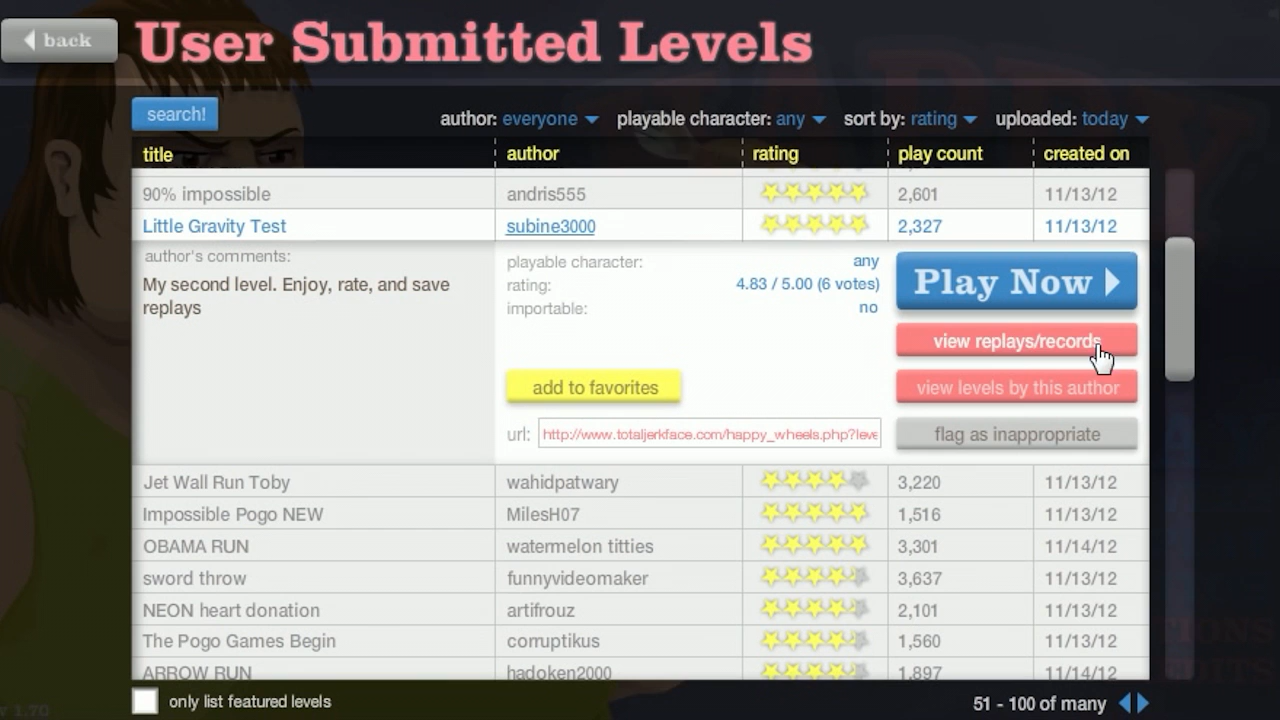 back
User Submitted Levels
search!
author: everyone playable character: any sort by: rating uploaded: today
title author rating play count created on
90% impossible andris555 2,601 11/13/12
Little Gravity Test subine3000 2,327 11/13/12
author's comments:
My second level. Enjoy, rate, and save
replays
playable character: any
rating: 4.83 / 5.00 (6 votes)
importable: no
add to favorites
url: http://www.totaljerkface.com/happy_wheels.php?leve
Play Now
view replays/records
view levels by this author
flag as inappropriate
Jet Wall Run Toby wahidpatwary 3,220 11/13/12
Impossible Pogo NEW MilesH07 1,516 11/13/12
OBAMA RUN watermelon titties 3,301 11/14/12
sword throw funnyvideomaker 3,637 11/13/12
NEON heart donation artifrouz 2,101 11/13/12
The Pogo Games Begin corruptikus 1,560 11/13/12
ARROW RUN hadoken2000 1,897 11/14/12
only list featured levels
51 - 100 of many
v 1.70